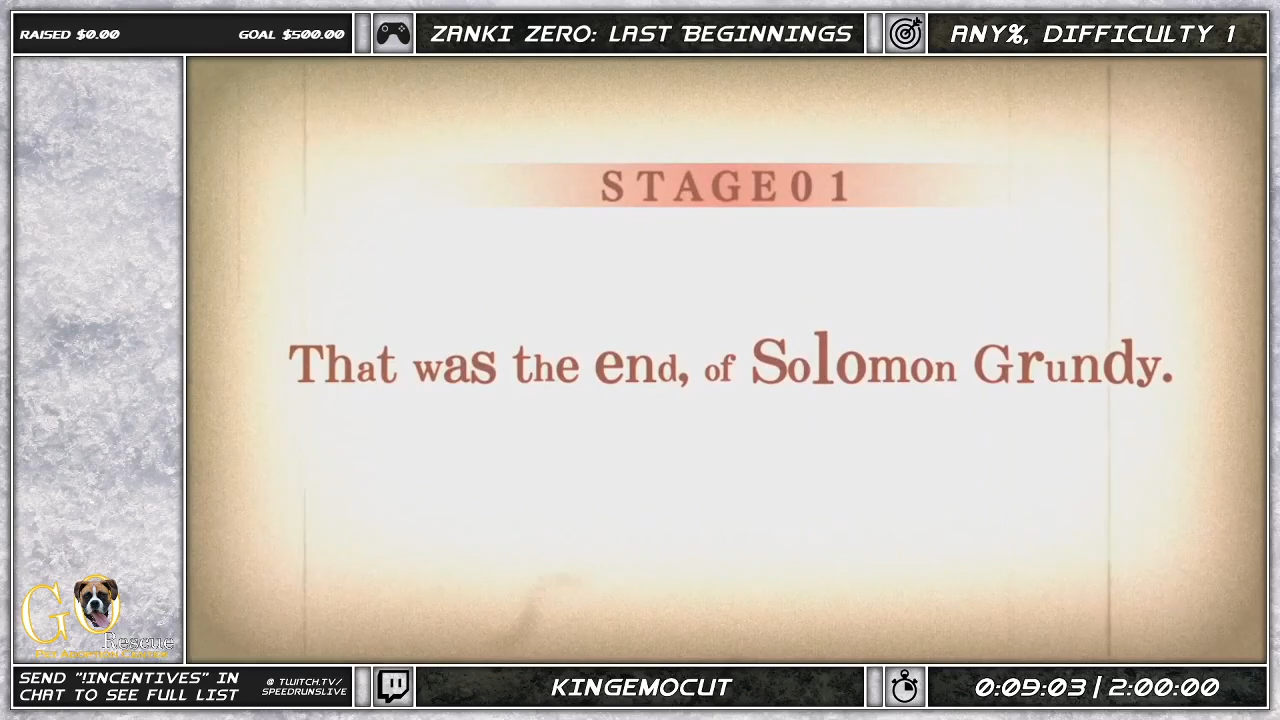 RAISED $0.00
GOAL $500.00
ZANKI ZERO: LAST BEGINNINGS
ANY%, DIFFICULTY 1
STAGE01
That was the end, of Solomon Grundy.
GO
Rescue
SEND "!INCENTIVES" IN
CHAT TO SEE FULL LIST
@ TWITCH.TV/
SPEEDRUNSLIVE
KINGEMOCUT
0:09:03 | 2:00:00